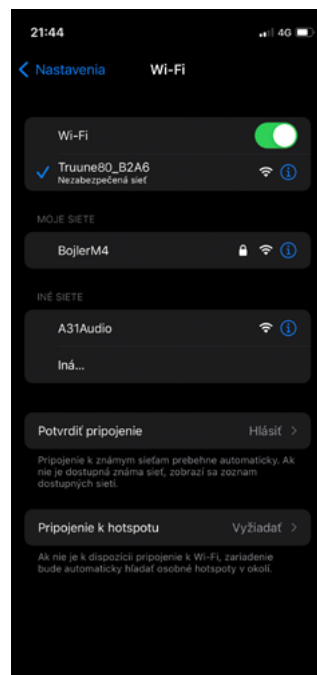 21:44
4G
Nastavenia
Wi-Fi
Wi-Fi
Truune80_B2A6
Nezabezpečená sieť
MOJE SIETE
BojlerM4
INÉ SIETE
A31Audio
Iná...
Potvrdiť pripojenie Hlásiť
Pripojenie k známym sieťam prebehne automaticky. Ak
nie je dostupná známa sieť, zobrazí sa zoznam
dostupných sietí.
Pripojenie k hotspotu Vyžiadať
Ak nie je k dispozícii pripojenie k Wi-Fi, zariadenie
bude automaticky hľadať osobné hotspoty v okolí.